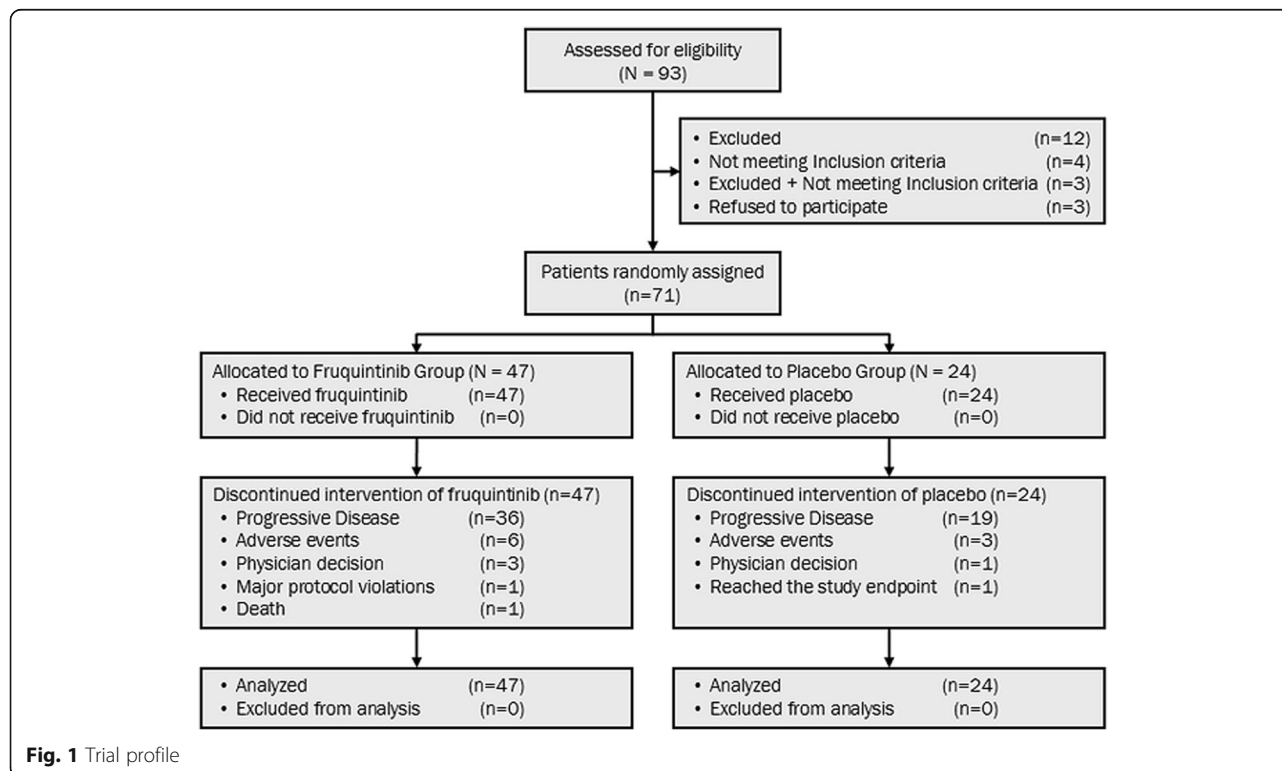 Assessed for eligibility
(N = 93)
• Excluded (n=12)
• Not meeting Inclusion criteria (n=4)
• Excluded + Not meeting Inclusion criteria (n=3)
• Refused to participate (n=3)
Patients randomly assigned
(n=71)
Allocated to Fruquintinib Group (N = 47)
• Received fruquintinib (n=47)
• Did not receive fruquintinib (n=0)
Allocated to Placebo Group (N = 24)
• Received placebo (n=24)
• Did not receive placebo (n=0)
Discontinued intervention of fruquintinib (n=47)
• Progressive Disease (n=36)
• Adverse events (n=6)
• Physician decision (n=3)
• Major protocol violations (n=1)
• Death (n=1)
Discontinued intervention of placebo (n=24)
• Progressive Disease (n=19)
• Adverse events (n=3)
• Physician decision (n=1)
• Reached the study endpoint (n=1)
• Analyzed (n=47)
• Excluded from analysis (n=0)
• Analyzed (n=24)
• Excluded from analysis (n=0)
Fig. 1 Trial profile